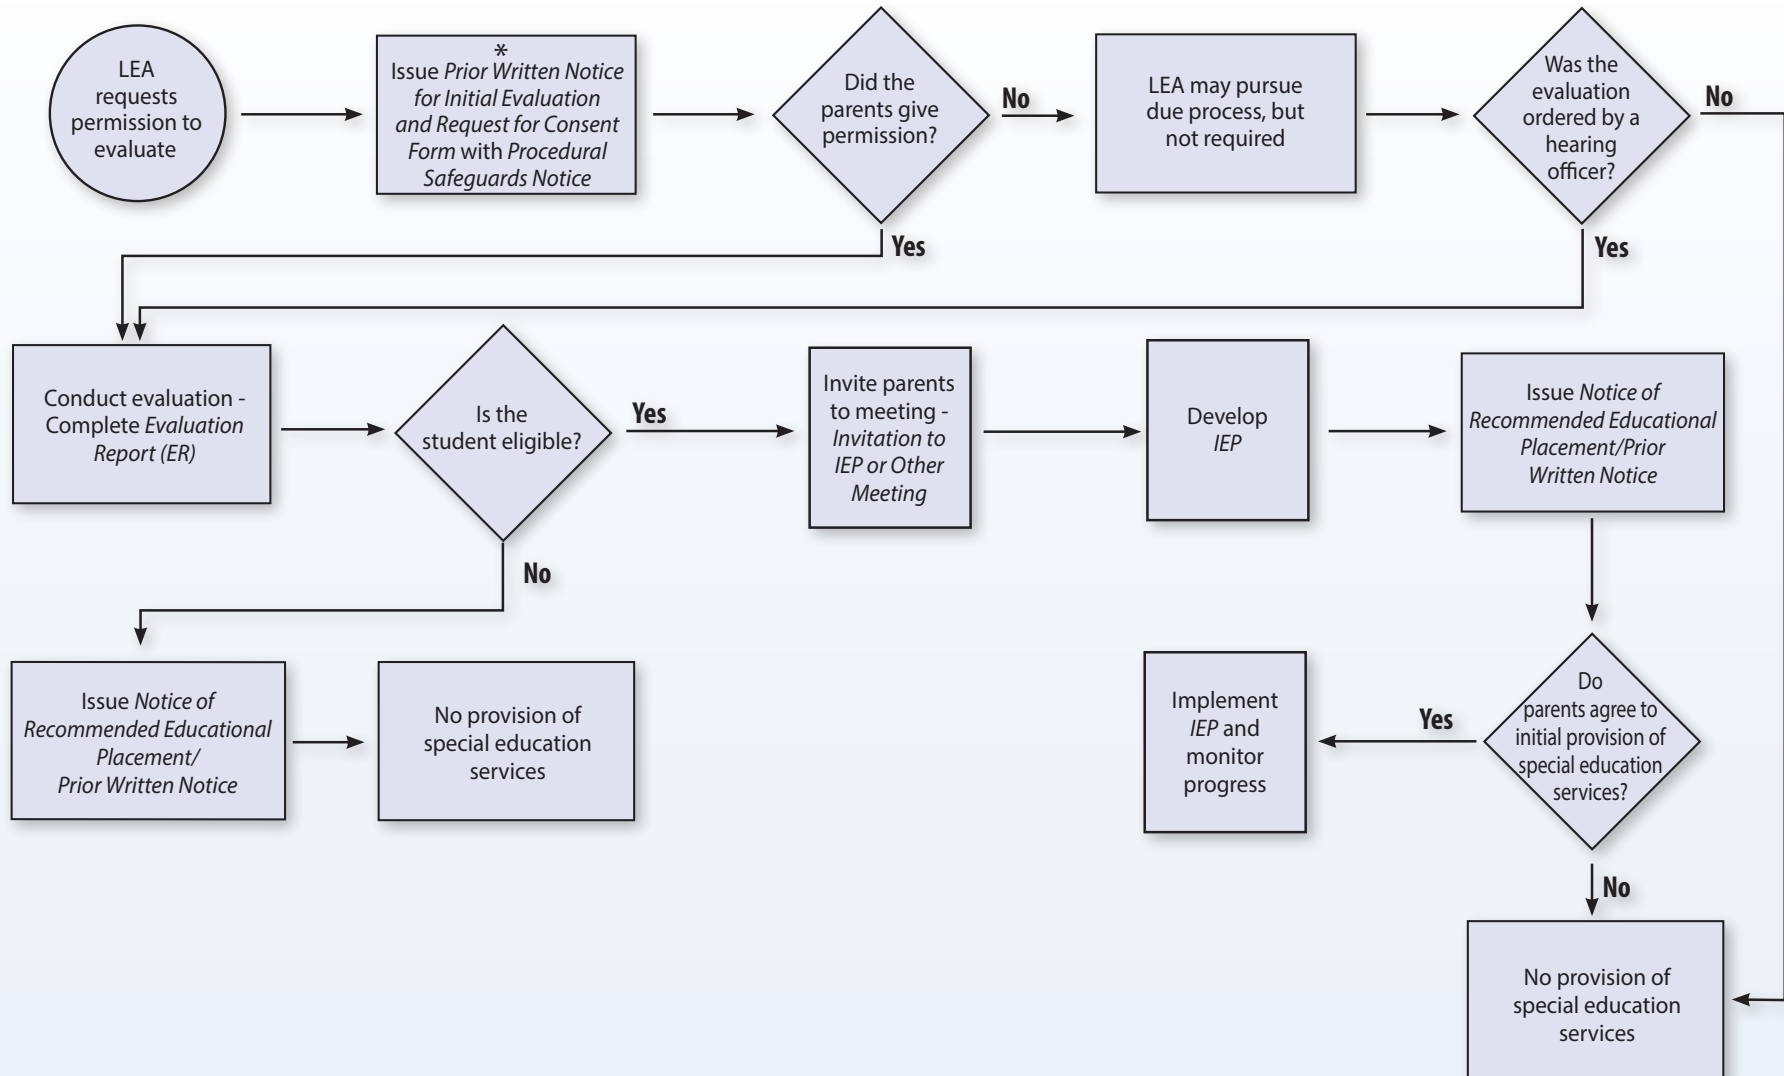 LEA
requests
permission to
evaluate
*
Issue Prior Written Notice
for Initial Evaluation
and Request for Consent
Form with Procedural
Safeguards Notice
Did the
parents give
permission?
No
LEA may pursue
due process, but
not required
Was the
evaluation
ordered by a
hearing
officer?
No
Yes
Yes
Conduct evaluation -
Complete Evaluation
Report (ER)
Is the
student eligible?
Yes
Invite parents
to meeting -
Invitation to
IEP or Other
Meeting
Develop
IEP
Issue Notice of
Recommended Educational
Placement/Prior
Written Notice
No
Issue Notice of
Recommended Educational
Placement/
Prior Written Notice
No provision of
special education
services
Implement
IEP and
monitor
progress
Yes
Do
parents agree to
initial provision of
special education
services?
No
No provision of
special education
services